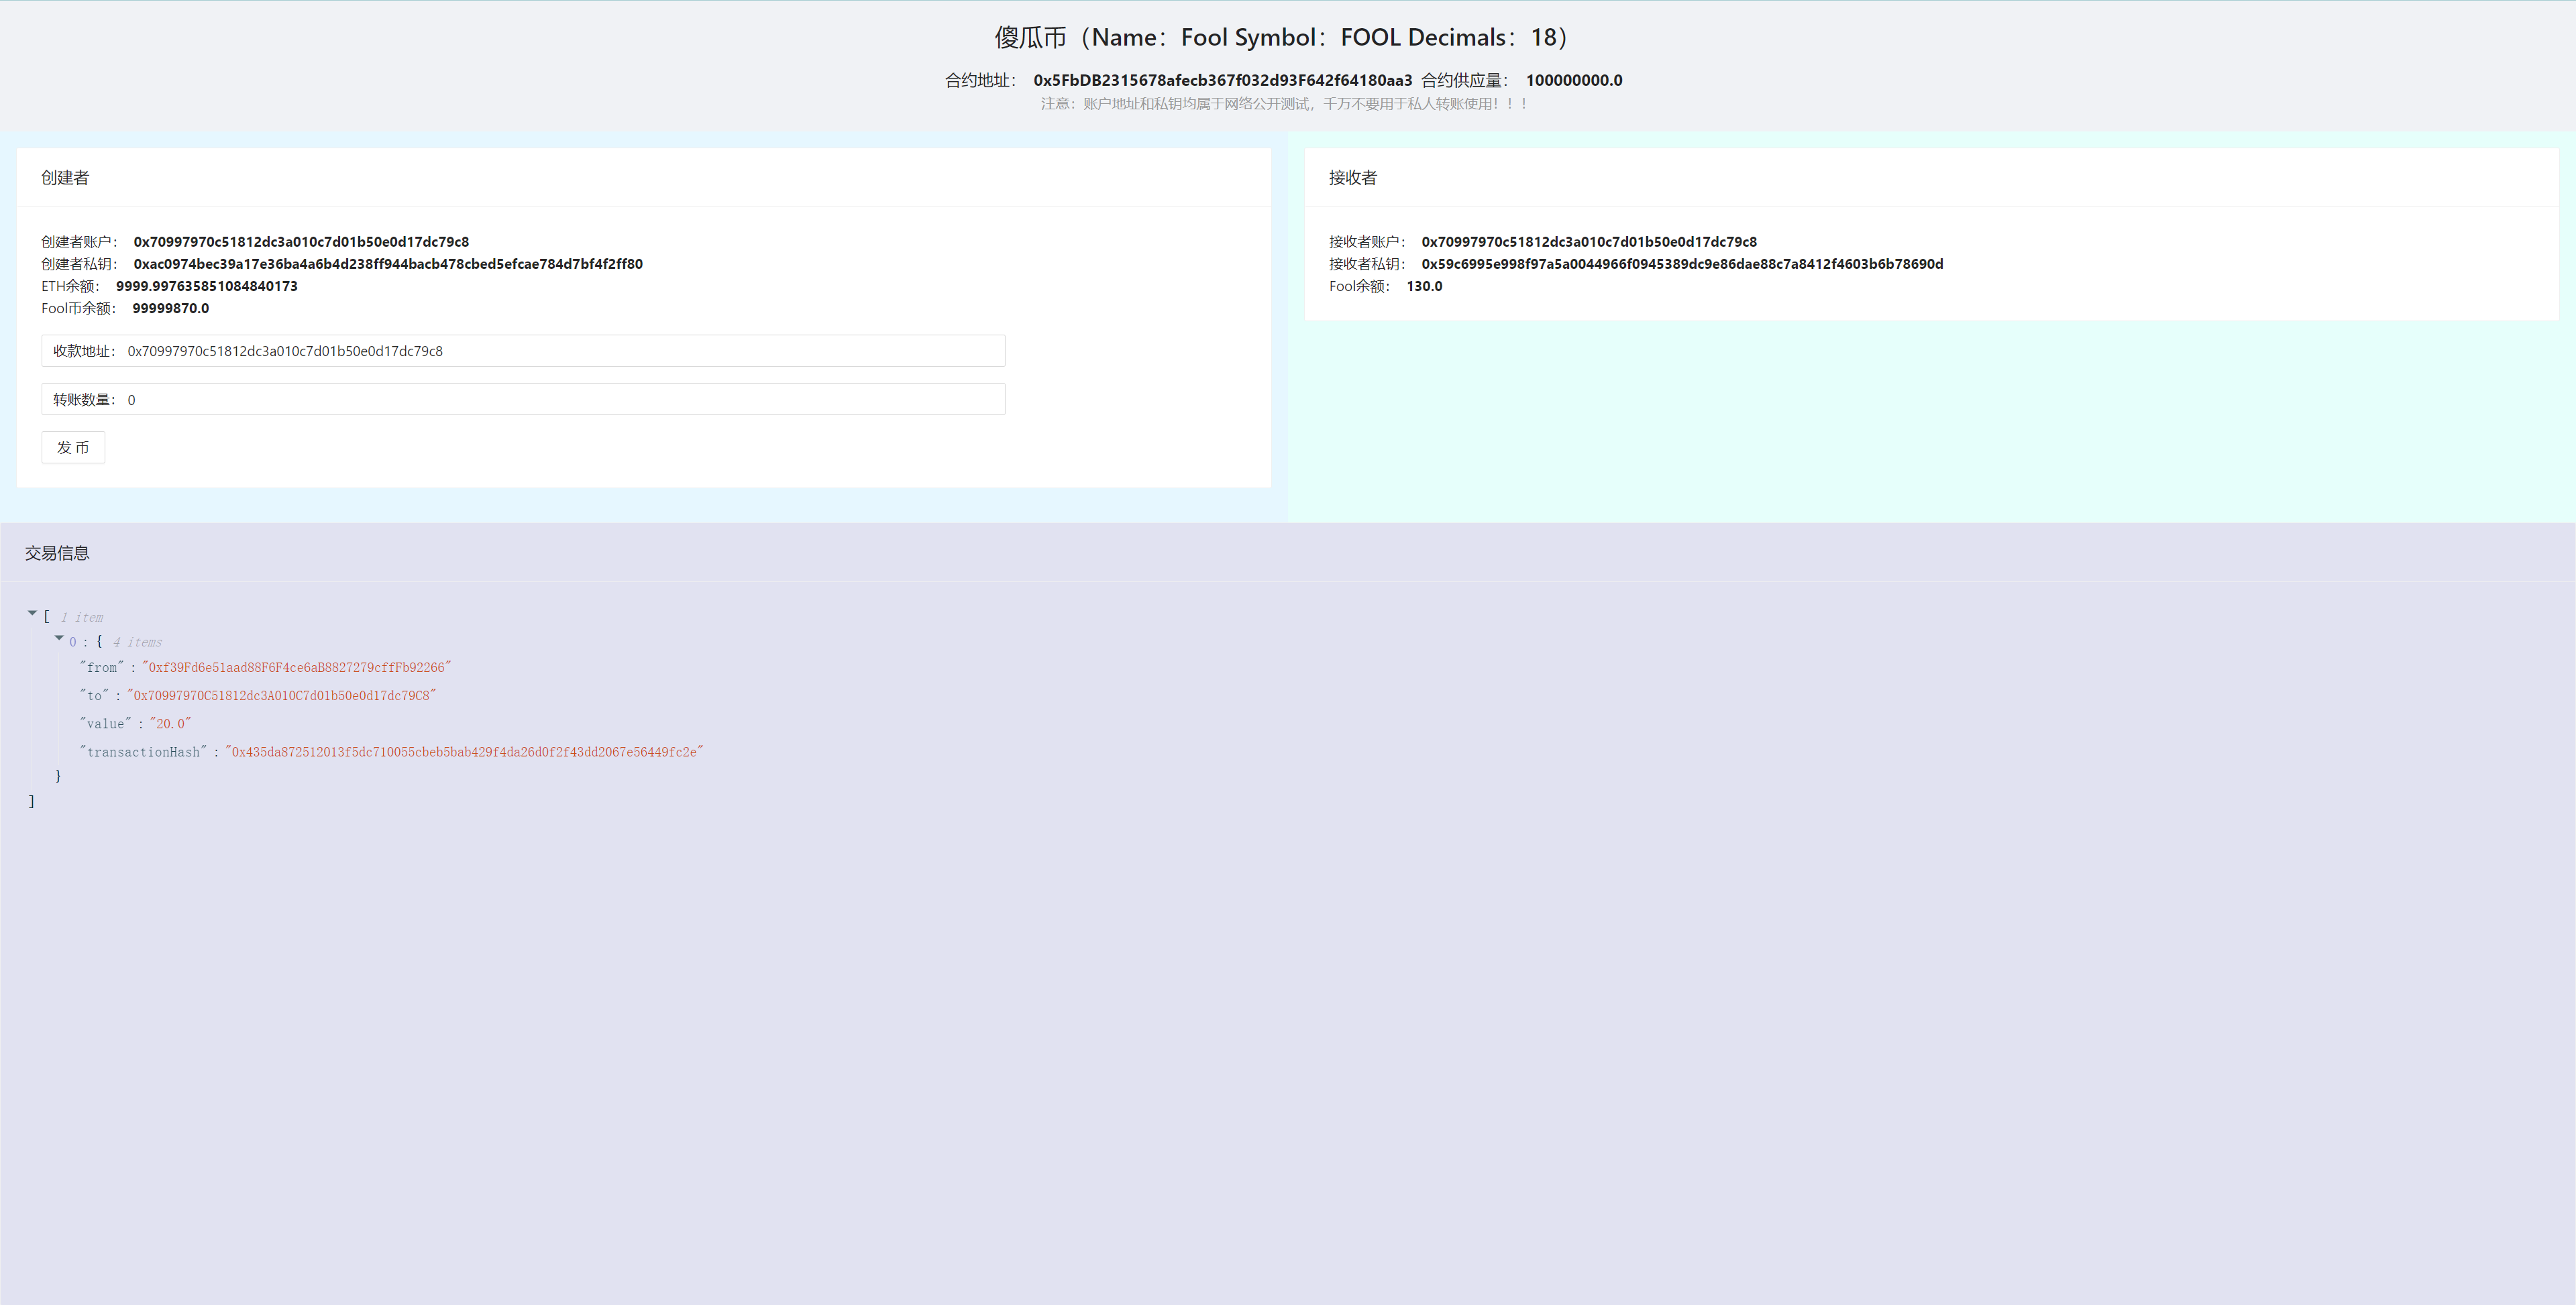 傻瓜币（Name：Fool Symbol：FOOL Decimals：18）
合约地址： 0x5FbDB2315678afecb367f032d93F642f64180aa3 合约供应量： 100000000.0
注意：账户地址和私钥均属于网络公开测试，千万不要用于私人转账使用！！！
创建者
创建者账户： 0x70997970c51812dc3a010c7d01b50e0d17dc79c8
创建者私钥： 0xac0974bec39a17e36ba4a6b4d238ff944bacb478cbed5efcae784d7bf4f2ff80
ETH余额： 9999.997635851084840173
Fool币余额： 99999870.0
收款地址： 0x70997970c51812dc3a010c7d01b50e0d17dc79c8
转账数量： 0
发 币
接收者
接收者账户： 0x70997970c51812dc3a010c7d01b50e0d17dc79c8
接收者私钥： 0x59c6995e998f97a5a0044966f0945389dc9e86dae88c7a8412f4603b6b78690d
Fool余额： 130.0
交易信息
[ 1 item
0 : { 4 items
"from" : "0xf39Fd6e51aad88F6F4ce6aB8827279cffFb92266"
"to" : "0x70997970C51812dc3A010C7d01b50e0d17dc79C8"
"value" : "20.0"
"transactionHash" : "0x435da872512013f5dc710055cbeb5bab429f4da26d0f2f43dd2067e56449fc2e"
}
]